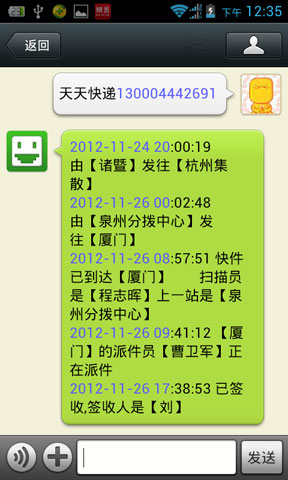 下午 12:35
返回
天天快递130004442691
2012-11-24 20:00:19
由【诸暨】发往【杭州集
散】
2012-11-26 00:02:48
由【泉州分拨中心】发
往【厦门】
2012-11-26 08:57:51 快件
已到达【厦门】 扫描员
是【程志晖】上一站是【泉
州分拨中心】
2012-11-26 09:41:12 【厦
门】的派件员【曹卫军】正
在派件
2012-11-26 17:38:53 已签
收,签收人是【刘】
发送